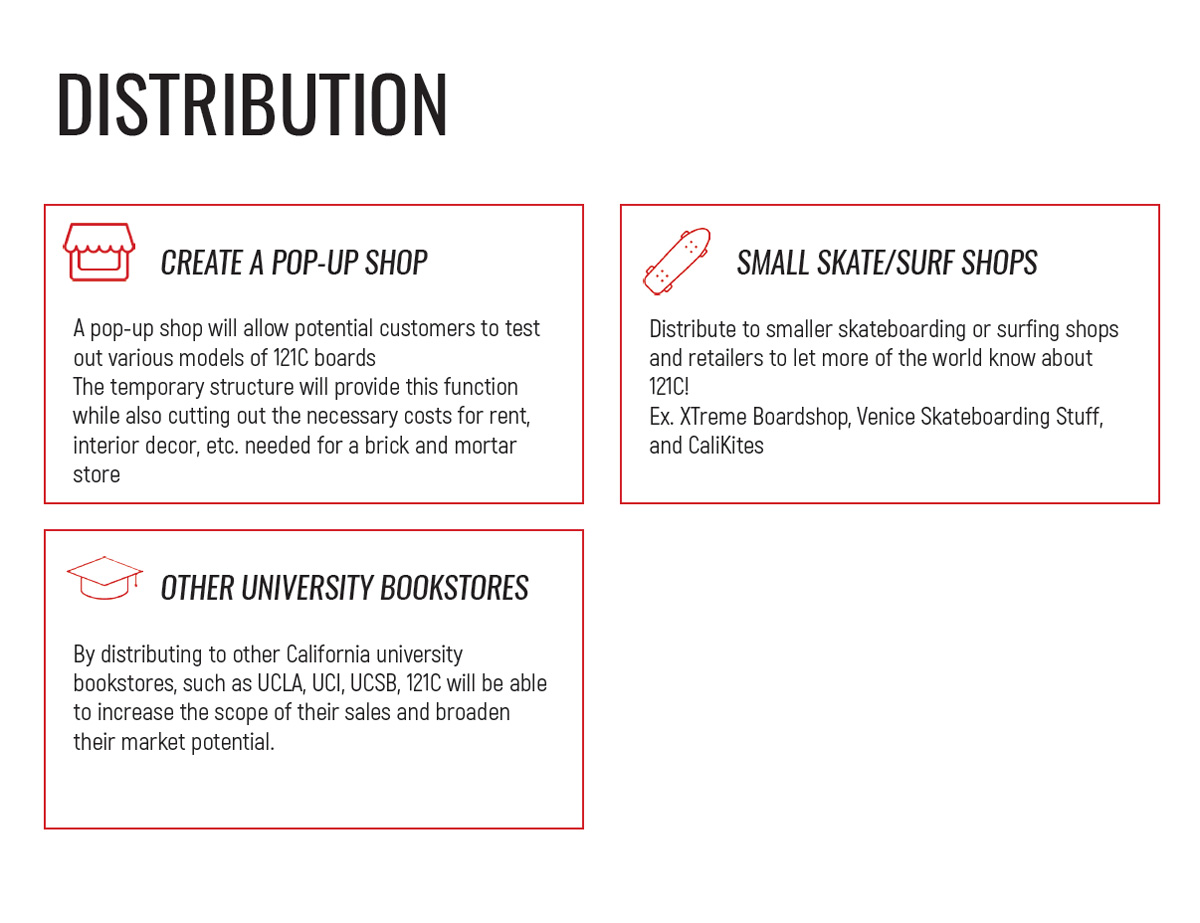 DISTRIBUTION
CREATE A POP-UP SHOP
A pop-up shop will allow potential customers to test
out various models of 121C boards
The temporary structure will provide this function
while also cutting out the necessary costs for rent,
interior decor, etc. needed for a brick and mortar
store
SMALL SKATE/SURF SHOPS
Distribute to smaller skateboarding or surfing shops
and retailers to let more of the world know about
121C!
Ex. XTreme Boardshop, Venice Skateboarding Stuff,
and CaliKites
OTHER UNIVERSITY BOOKSTORES
By distributing to other California university
bookstores, such as UCLA, UCI, UCSB, 121C will be able
to increase the scope of their sales and broaden
their market potential.